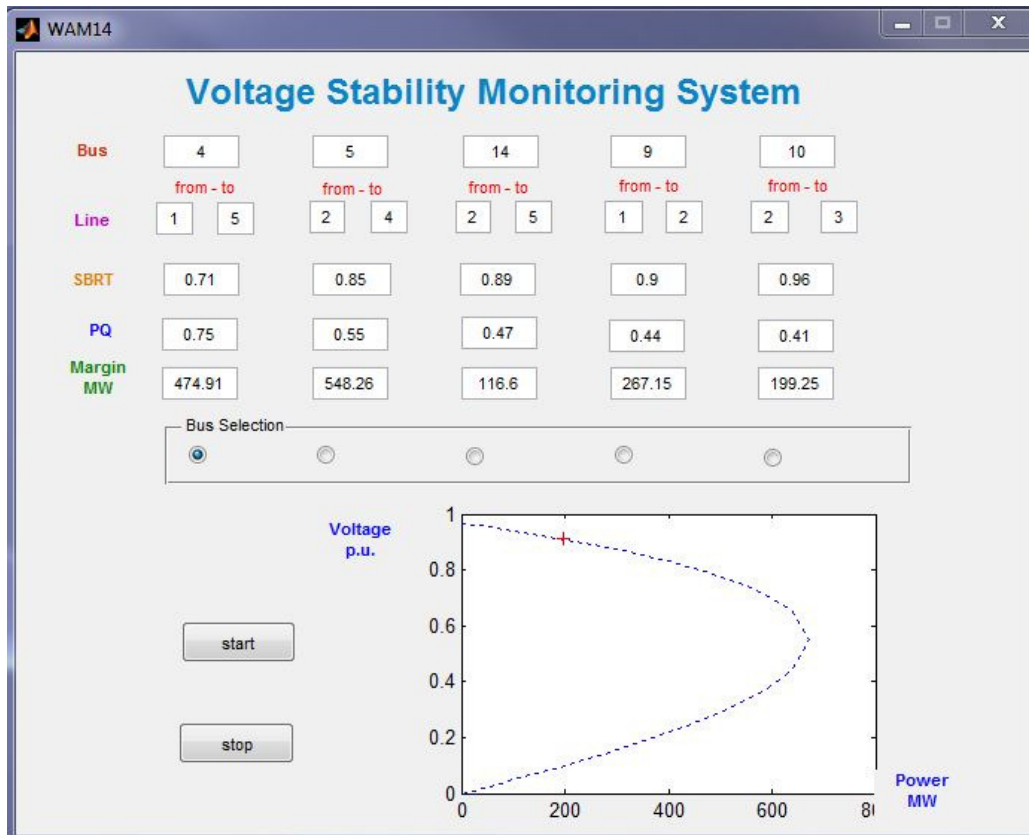 WAM14
Voltage Stability Monitoring System
Bus 4 5 14 9 10
from - to from - to from - to from - to from - to
Line 1 5 2 4 2 5 1 2 2 3
SBRT 0.71 0.85 0.89 0.9 0.96
PQ 0.75 0.55 0.47 0.44 0.41
Margin
MW
474.91 548.26 116.6 267.15 199.25
Bus Selection
Voltage
p.u.
1
0.8
0.6
0.4
0.2
0
0 200 400 600
start
stop
Power
MW